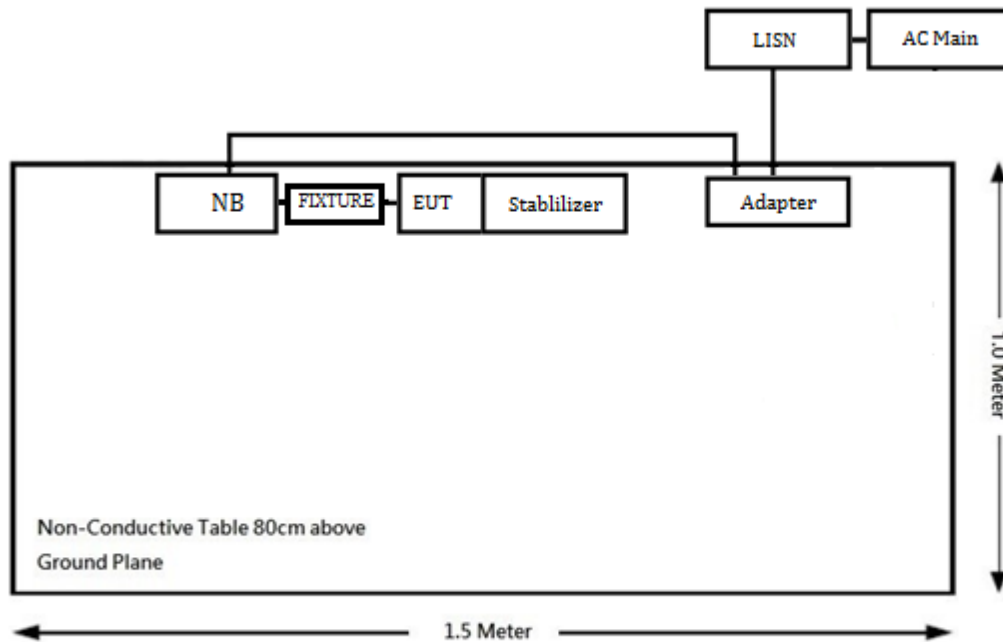 LISN
AC Main
NB
FIXTURE
EUT
Stablilizer
Adapter
1.0 Meter
Non-Conductive Table 80cm above
Ground Plane
1.5 Meter